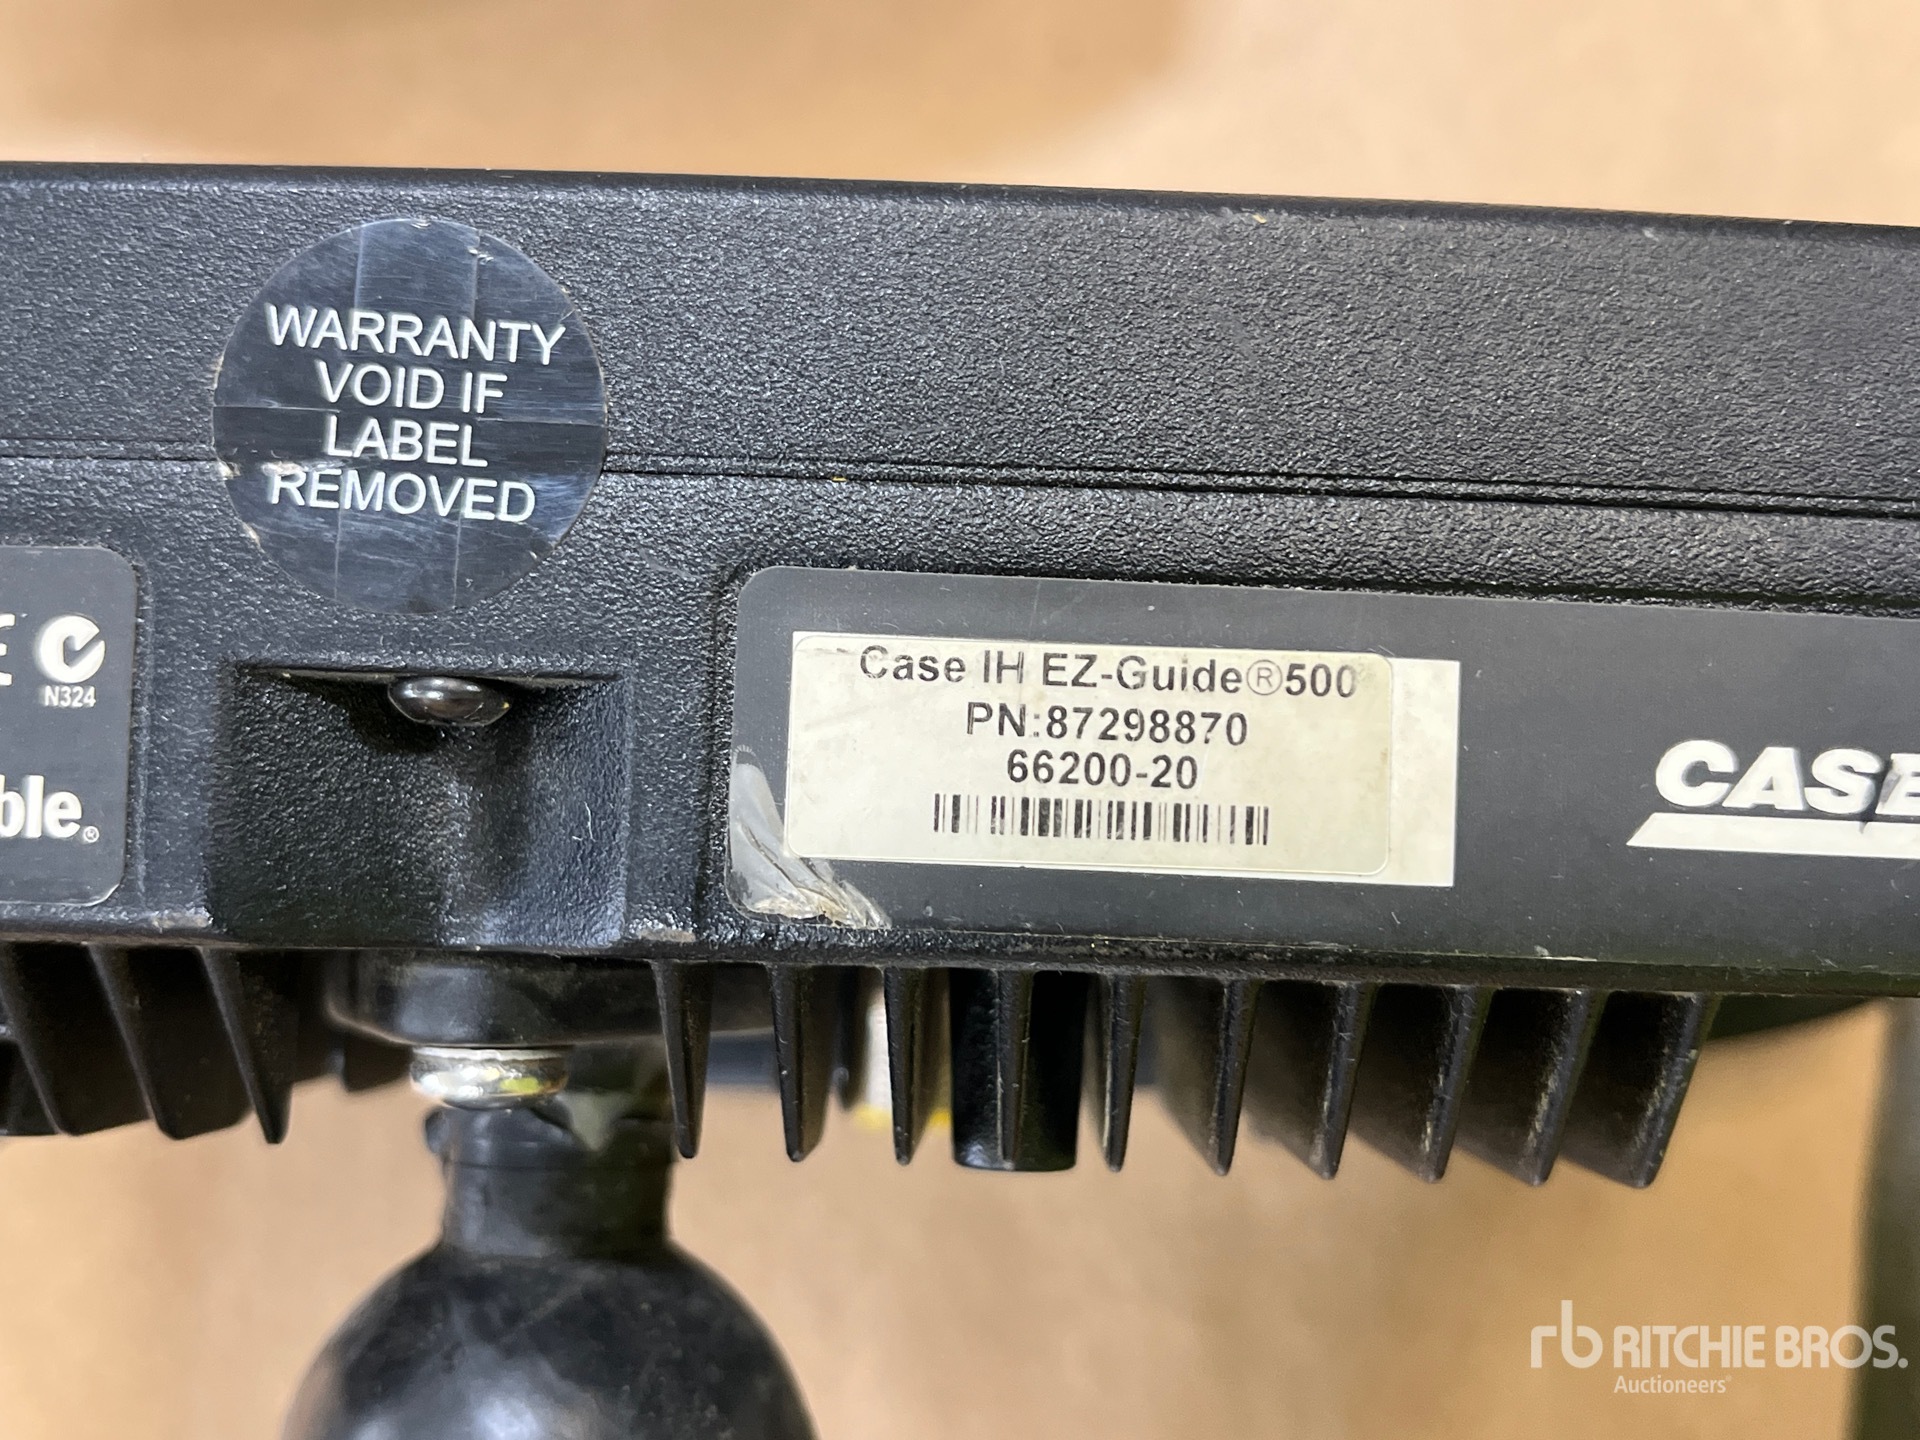 WARRANTY
VOID IF
LABEL
REMOVED
N324
ble®
Case IH EZ-Guide®500
PN:87298870
66200-20
CASE
rb RITCHIE BROS.
Auctioneers